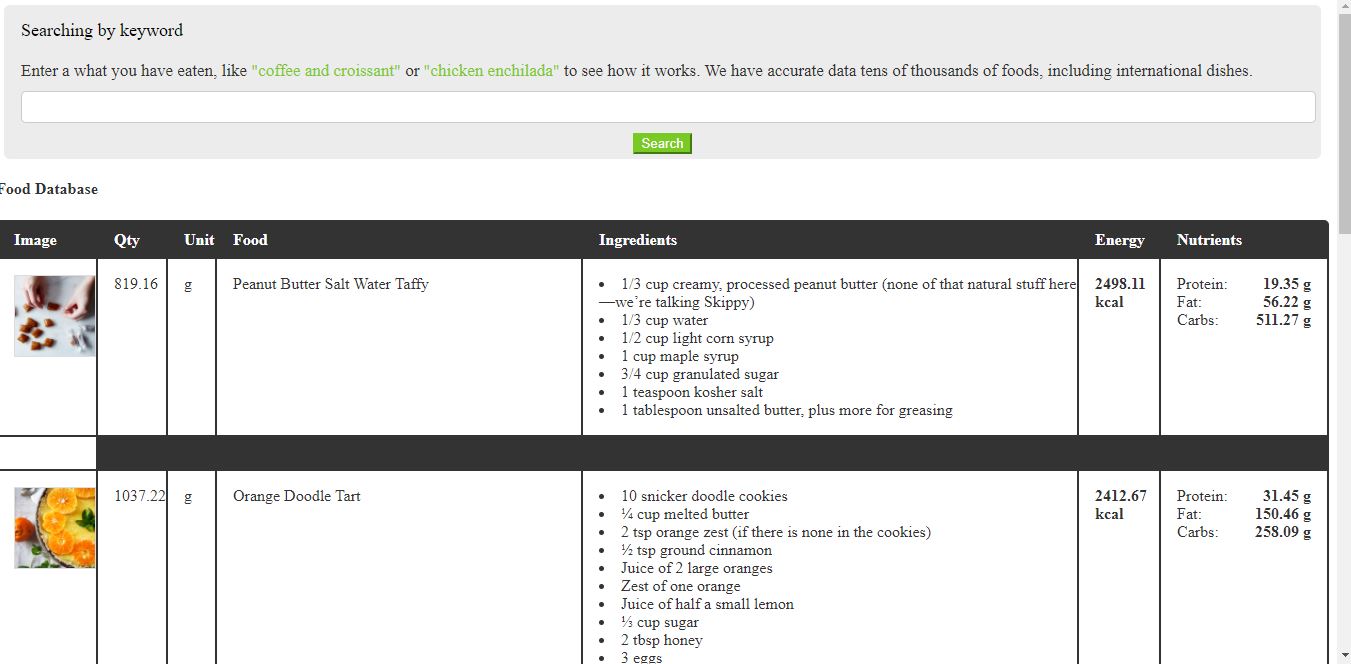 Searching by keyword
Enter a what you have eaten, like "coffee and croissant" or "chicken enchilada" to see how it works. We have accurate data tens of thousands of foods, including international dishes.
Search
Food Database
Image Qty Unit Food Ingredients Energy Nutrients
819.16 g Peanut Butter Salt Water Taffy
• 1/3 cup creamy, processed peanut butter (none of that natural stuff here
—we’re talking Skippy)
• 1/3 cup water
• 1/2 cup light corn syrup
• 1 cup maple syrup
• 3/4 cup granulated sugar
• 1 teaspoon kosher salt
• 1 tablespoon unsalted butter, plus more for greasing
2498.11
kcal
Protein: 19.35 g
Fat: 56.22 g
Carbs: 511.27 g
1037.22 g Orange Doodle Tart
• 10 snicker doodle cookies
• ¼ cup melted butter
• 2 tsp orange zest (if there is none in the cookies)
• ½ tsp ground cinnamon
• Juice of 2 large oranges
• Zest of one orange
• Juice of half a small lemon
• ⅓ cup sugar
• 2 tbsp honey
• 3 eggs
2412.67
kcal
Protein: 31.45 g
Fat: 150.46 g
Carbs: 258.09 g